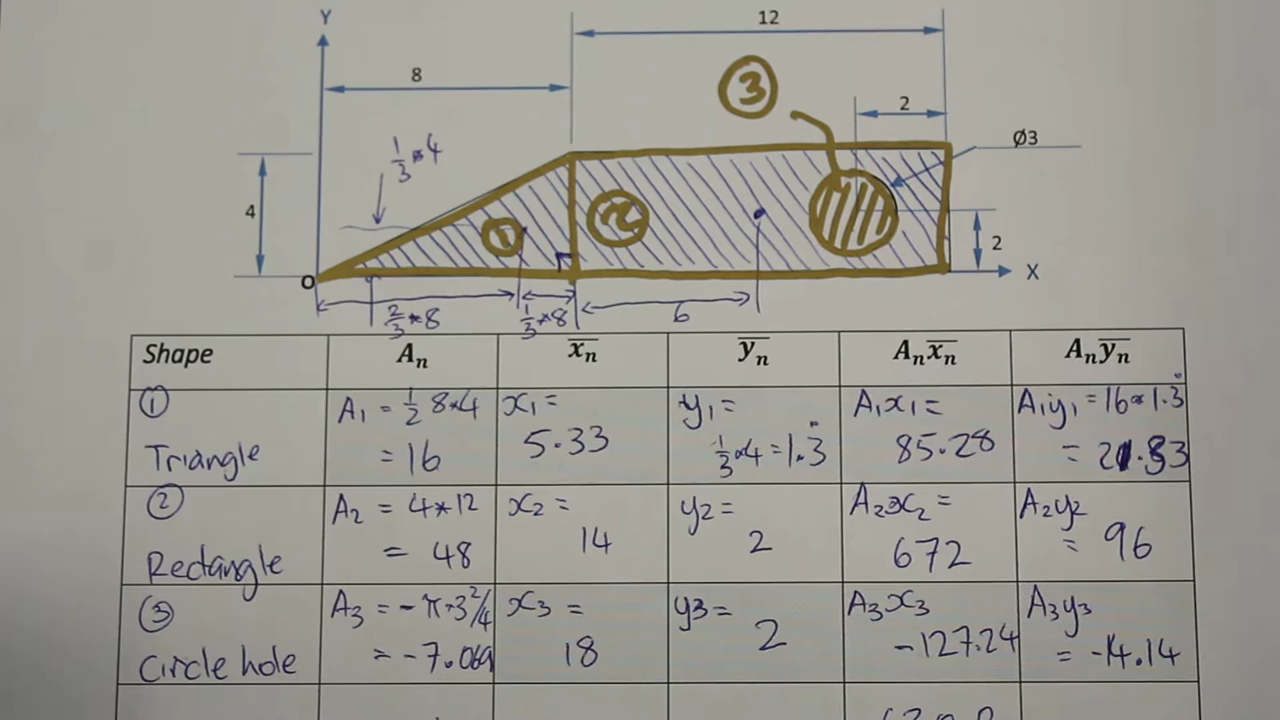 Y
12
8
3
2
Ø3
1/3*4
4
1
2
2
O
X
2/3*8
1/3*8
6
Shape Aₙ x̄ₙ ȳₙ Aₙx̄ₙ Aₙȳₙ
① A₁ = ½ 8*4 x₁ = y₁ = A₁x₁ = A₁y₁ = 16*1.3̇
Triangle = 16 5.33 ⅓*4 = 1.3̇ 85.28 =
② A₂ = 4*12 x₂ = y₂ = A₂x₂ = A₂y₂
Rectangle = 48 14 2 672 = 96
③ A₃ = -π·3²/4 x₃ = y₃ = A₃x₃ A₃y₃
Circle hole = -7.069 18 2 -127.24 = -14.14